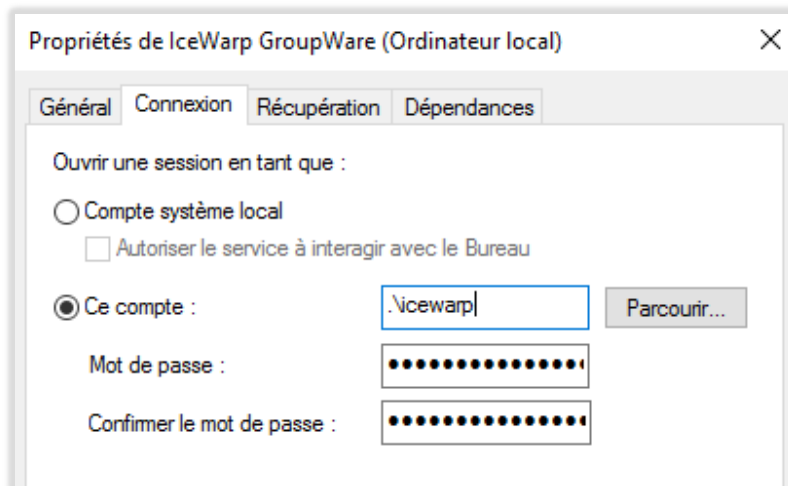 Propriétés de IceWarp GroupWare (Ordinateur local)
Général Connexion Récupération Dépendances
Ouvrir une session en tant que :
Compte système local
Autoriser le service à interagir avec le Bureau
Ce compte : .\icewarp Parcourir...
Mot de passe : •••••••••••••••
Confirmer le mot de passe : •••••••••••••••